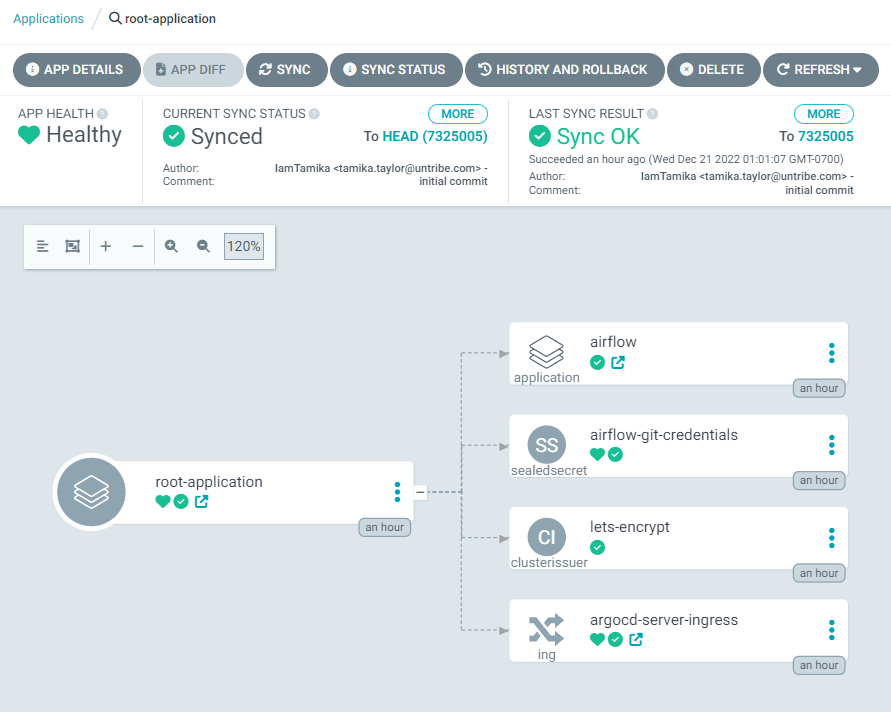 Applications / root-application
APP DETAILS APP DIFF SYNC SYNC STATUS HISTORY AND ROLLBACK DELETE REFRESH
APP HEALTH
Healthy
CURRENT SYNC STATUS MORE
Synced To HEAD (7325005)
Author: IamTamika <tamika.taylor@untribe.com> -
Comment: initial commit
LAST SYNC RESULT MORE
Sync OK To 7325005
Succeeded an hour ago (Wed Dec 21 2022 01:01:07 GMT-0700)
Author: IamTamika <tamika.taylor@untribe.com> -
Comment: initial commit
120%
airflow
application
an hour
airflow-git-credentials
SS
sealedsecret
an hour
root-application
an hour
lets-encrypt
CI
clusterissuer
an hour
argocd-server-ingress
ing
an hour